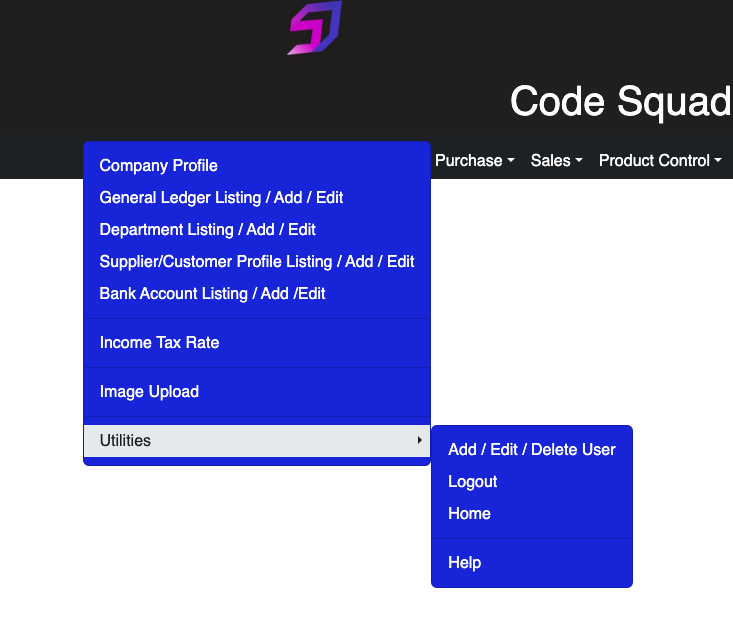 Code Squad
Purchase Sales Product Control
Company Profile
General Ledger Listing / Add / Edit
Department Listing / Add / Edit
Supplier/Customer Profile Listing / Add / Edit
Bank Account Listing / Add /Edit
Income Tax Rate
Image Upload
Utilities
Add / Edit / Delete User
Logout
Home
Help